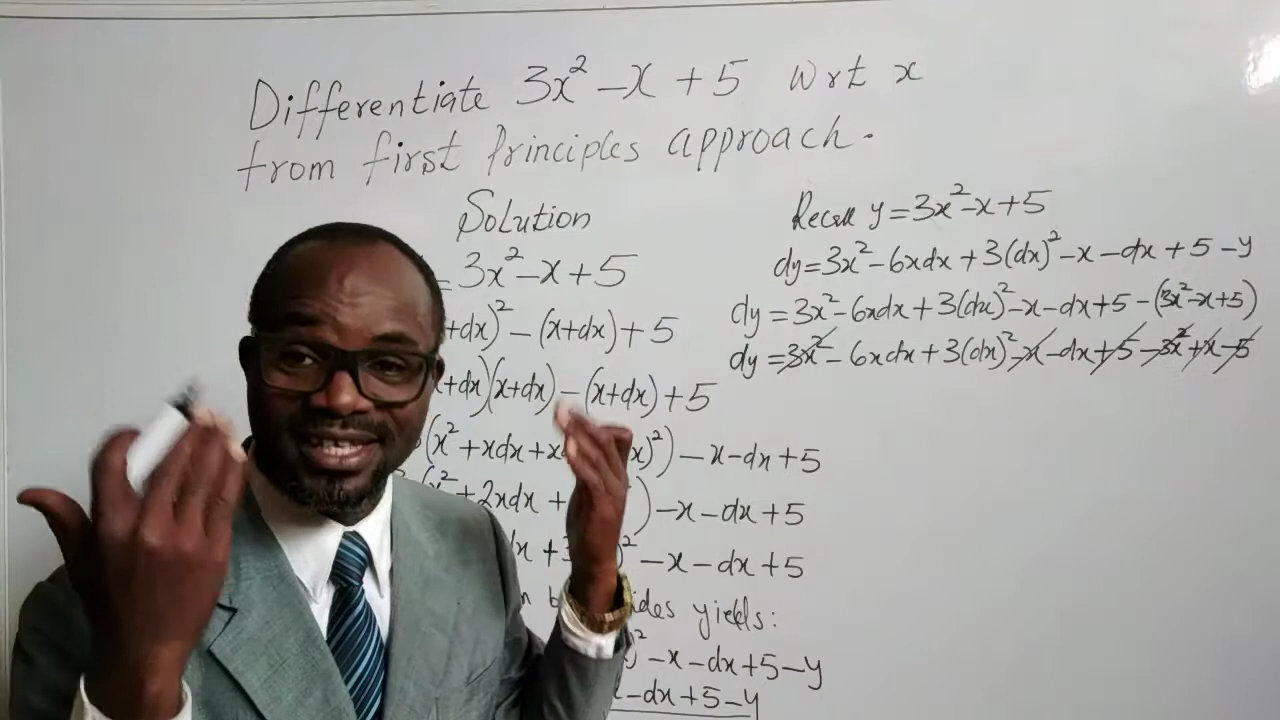 Differentiate 3x² - x + 5 wrt x
from first principles approach.
Solution
= 3x² - x + 5
+dx)² - (x+dx) + 5
+dx)(x+dx) - (x+dx) + 5
(x² + xdx + x x)²) - x - dx + 5
x² + 2xdx + ) - x - dx + 5
x + 3 )² - x - dx + 5
yields:
)² - x - dx + 5 - y
- dx + 5 - y
Recall y = 3x² - x + 5
dy = 3x² - 6xdx + 3(dx)² - x - dx + 5 - y
dy = 3x² - 6xdx + 3(dx)² - x - dx + 5 - (3x² - x + 5)
dy = 3x² - 6xdx + 3(dx)² - x - dx + 5 - 3x² + x - 5